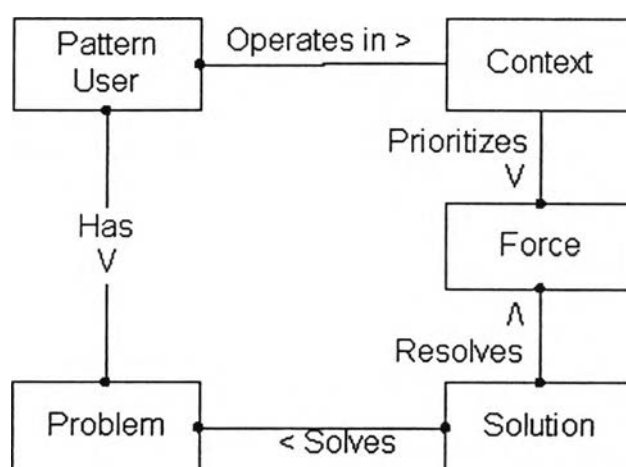 Pattern
User
Operates in >
Context
Prioritizes
V
Has
V
Force
Λ
Resolves
Problem
< Solves
Solution